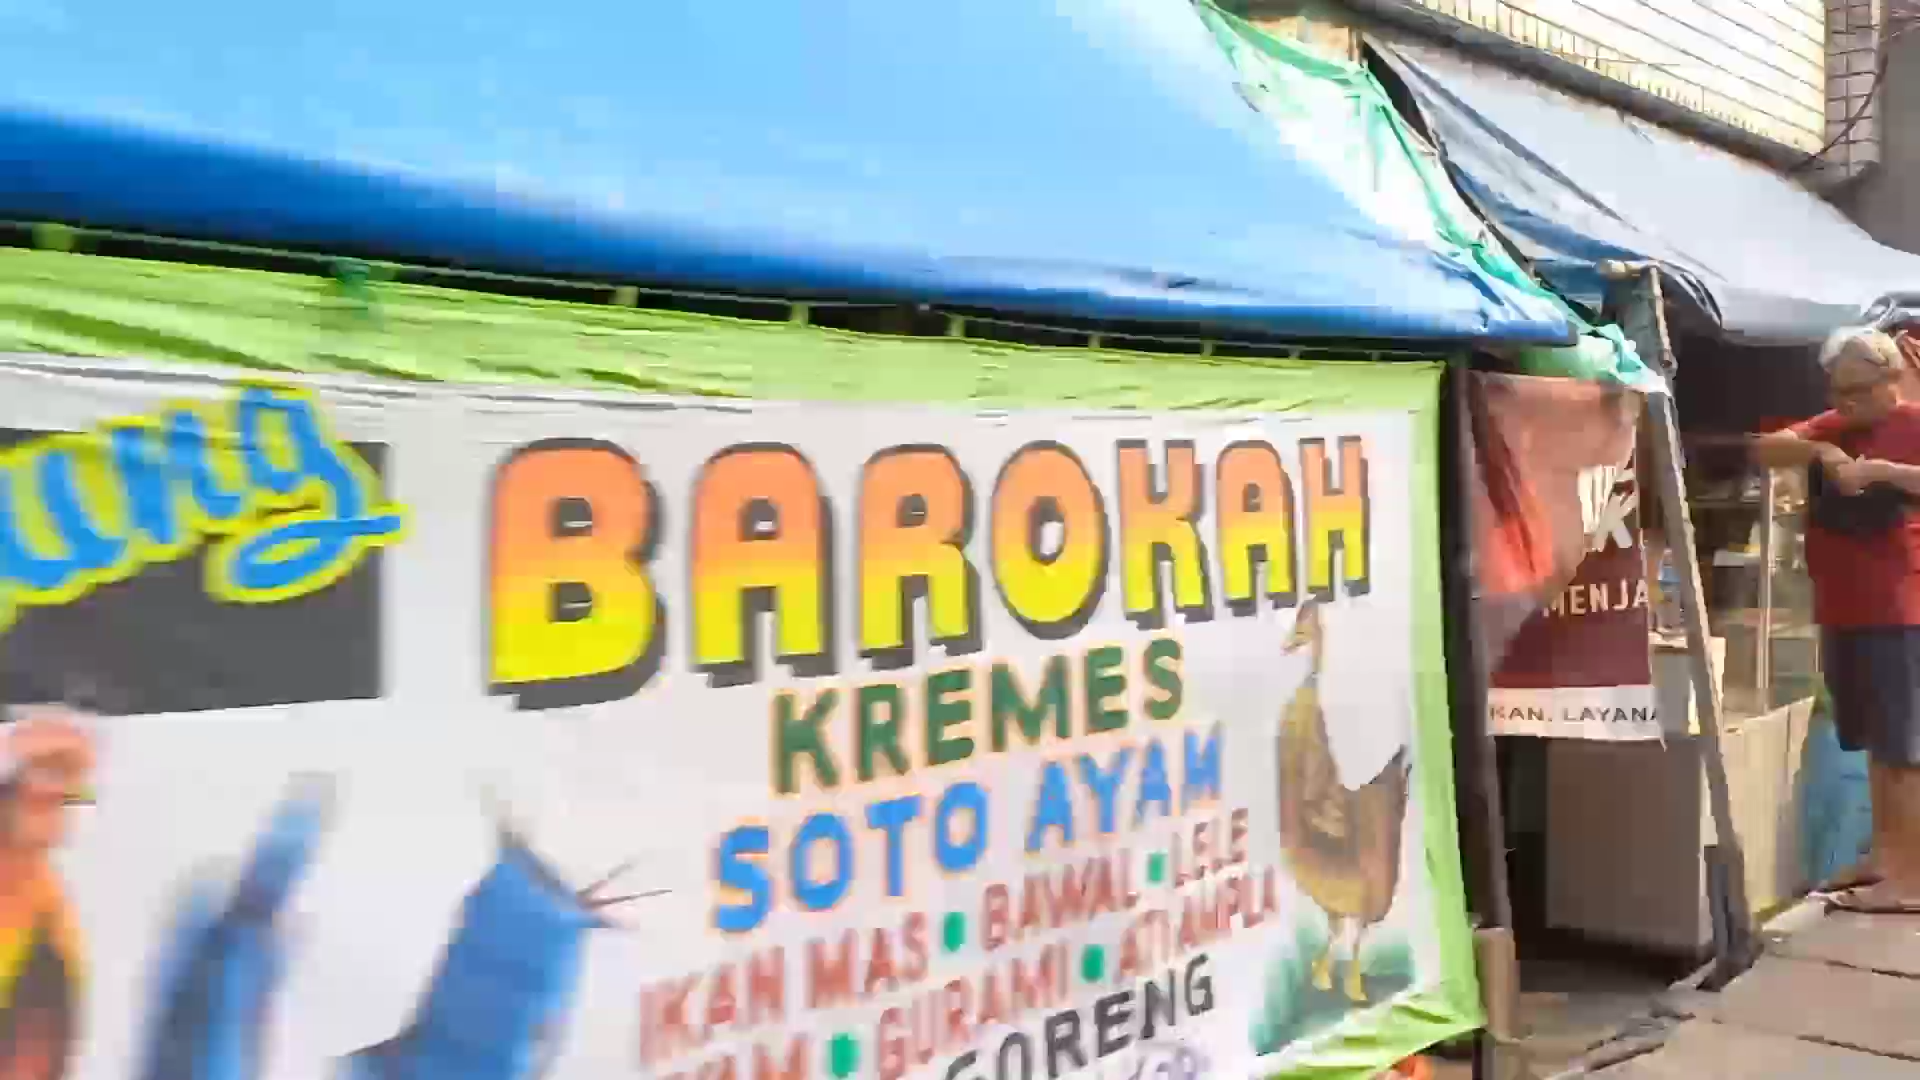 BAROKAH
KREMES
SOTO AYAM
IKAN MAS • BAWAL • LELE
• GURAMI • ATI AMPLA
GORENG
MENJA
KAN, LAYANA